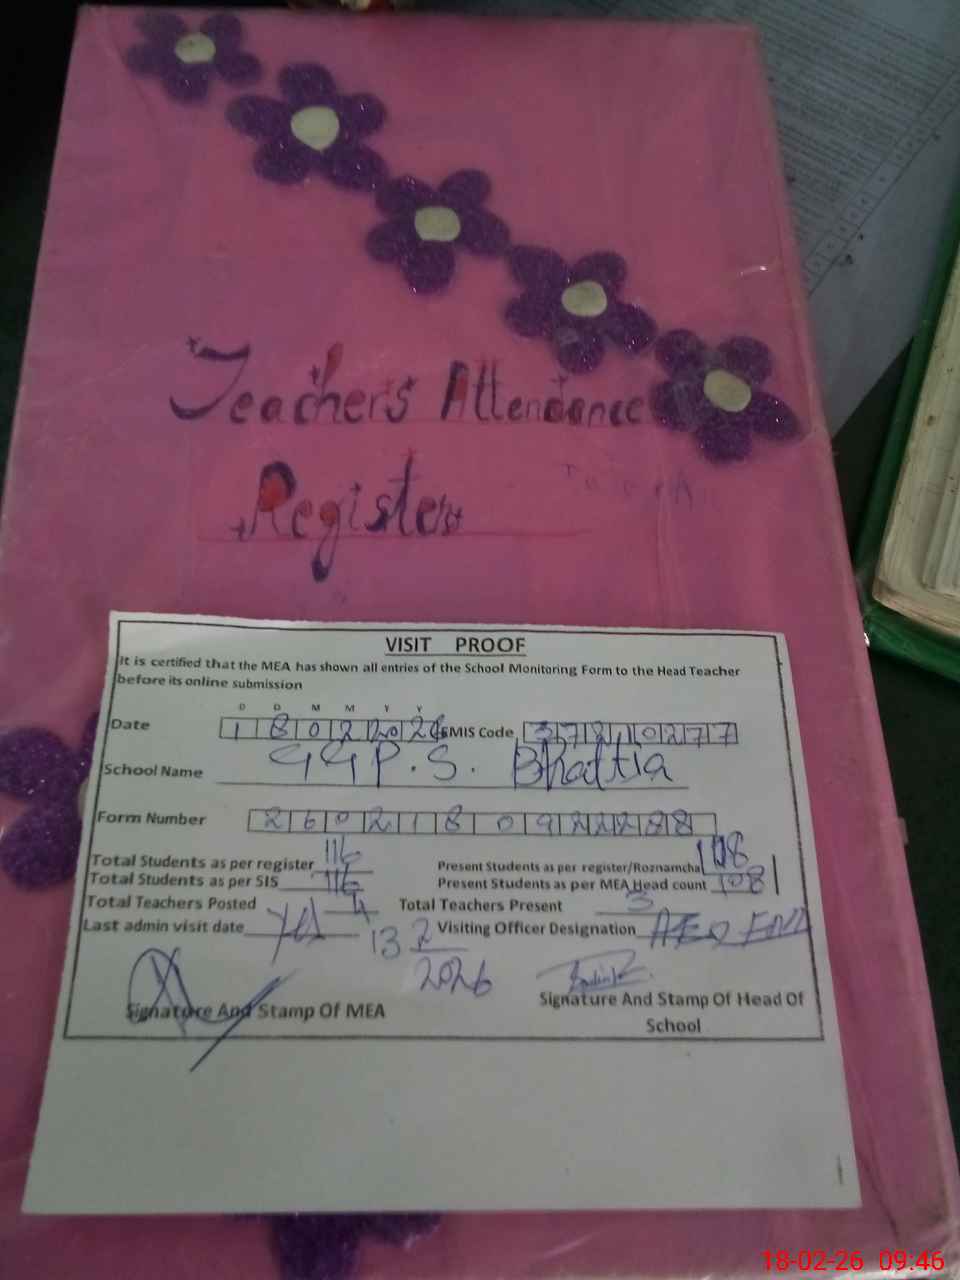 Teachers Attendance
Register
VISIT PROOF
It is certified that the MEA has shown all entries of the School Monitoring Form to the Head Teacher
before its online submission
D D M M Y Y
Date 18022026 EMIS Code 37210277
School Name GGP.S. Bhattia
Form Number
Total Students as per register 116 Present Students as per register/Roznamcha 108
Total Students as per SIS 116 Present Students as per MEA Head count 108
Total Teachers Posted 4 Total Teachers Present 3
Last admin visit date yes 13 2 2026 Visiting Officer Designation AEO
Signature And Stamp Of MEA Signature And Stamp Of Head Of
School
18-02-26 09:46